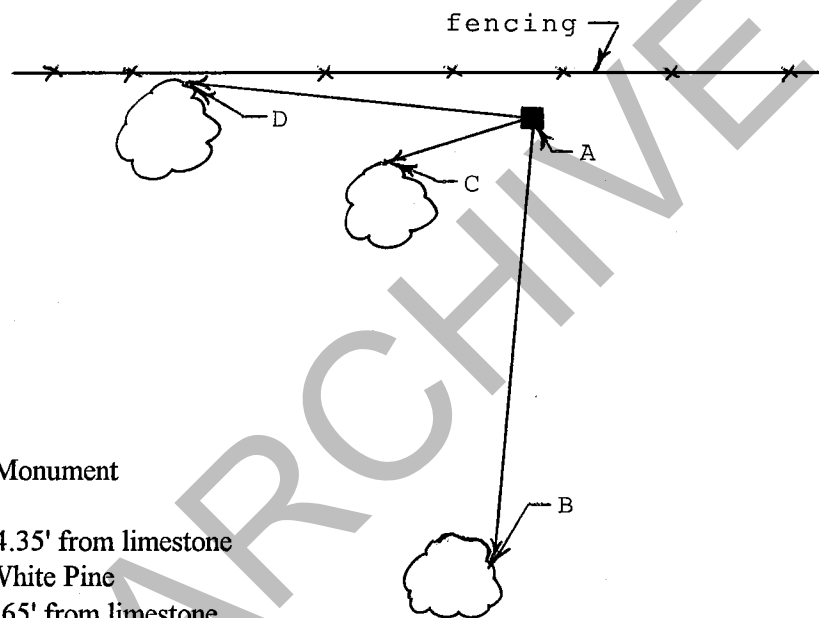 fencing
D
A
C
B
Monument
4.35' from limestone
White Pine
.65' from limestone
ARCHIVE